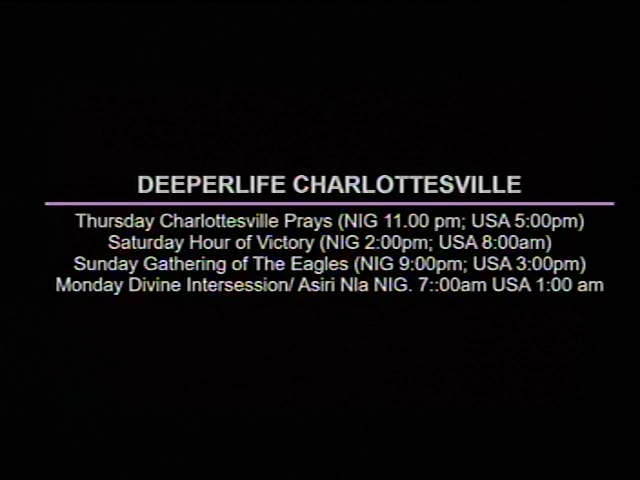 DEEPERLIFE CHARLOTTESVILLE
Thursday Charlottesville Prays (NIG 11.00 pm; USA 5:00pm)
Saturday Hour of Victory (NIG 2:00pm; USA 8:00am)
Sunday Gathering of The Eagles (NIG 9:00pm; USA 3:00pm)
Monday Divine Intersession/ Asiri Nla NIG. 7::00am USA 1:00 am